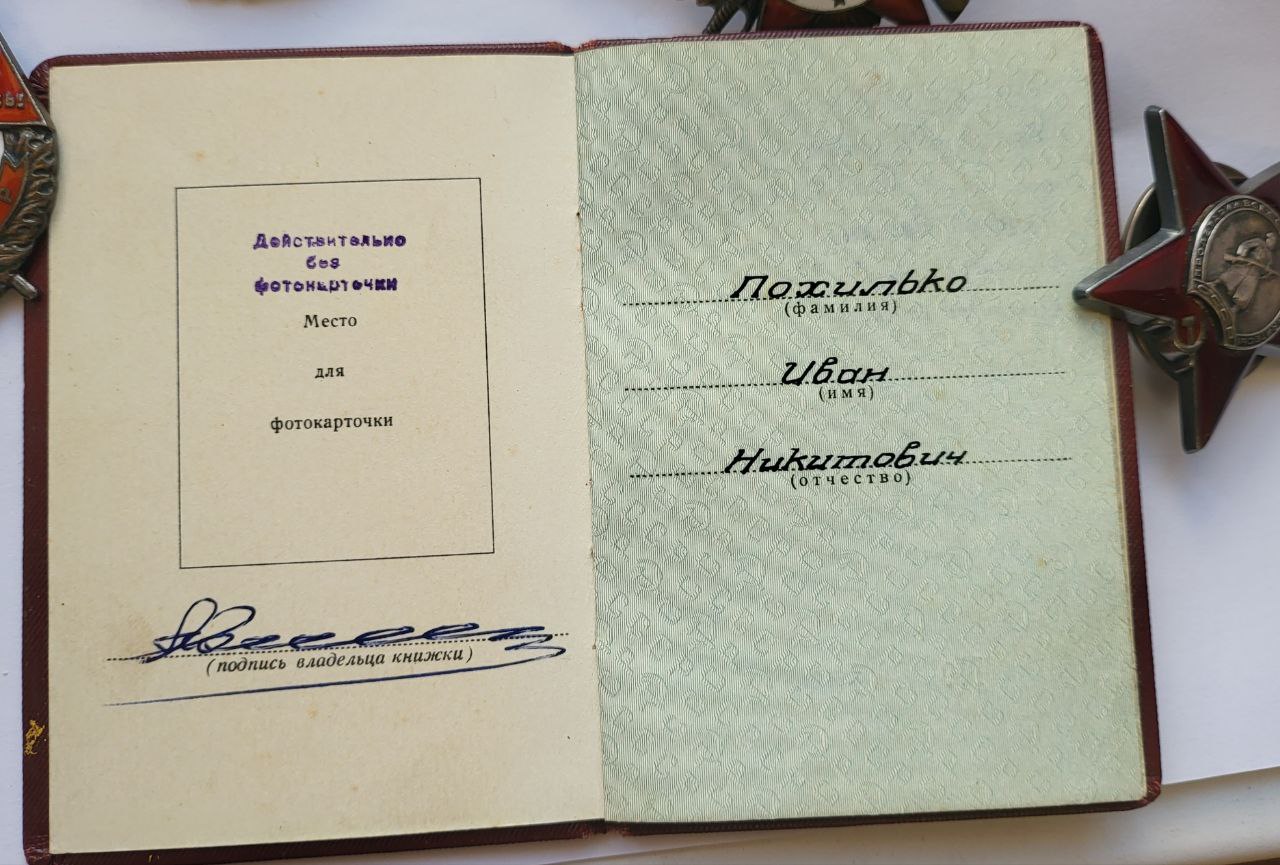 Действительно
без
фотокарточки
Место
для
фотокарточки
(подпись владельца книжки)
Похилько
(фамилия)
Иван
(имя)
Никитович
(отчество)